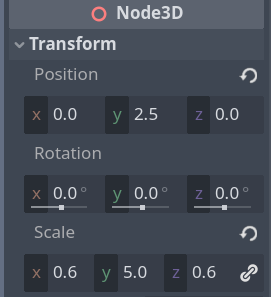 Node3D
Transform
Position
x 0.0 y 2.5 z 0.0
Rotation
x 0.0 ° y 0.0 ° z 0.0 °
Scale
x 0.6 y 5.0 z 0.6